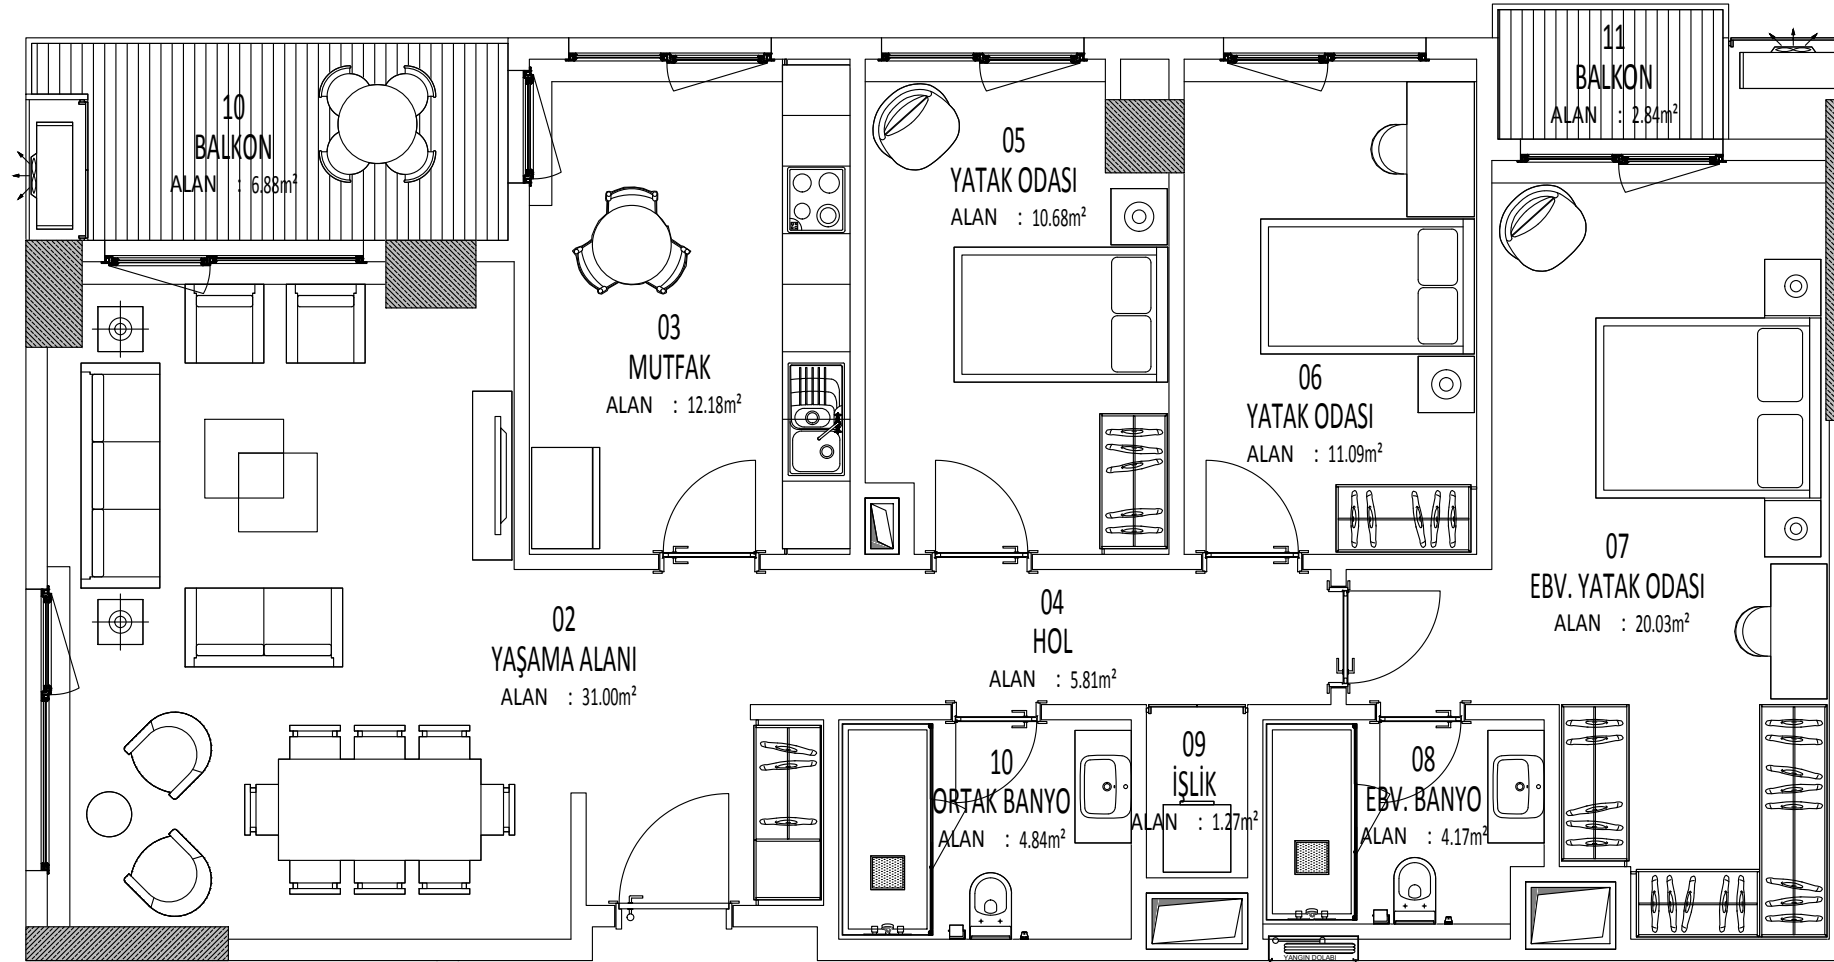 10
BALKON
ALAN : 6.88m²
11
BALKON
ALAN : 2.84m²
05
YATAK ODASI
ALAN : 10.68m²
03
MUTFAK
ALAN : 12.18m²
06
YATAK ODASI
ALAN : 11.09m²
07
EBV. YATAK ODASI
ALAN : 20.03m²
02
YAŞAMA ALANI
ALAN : 31.00m²
04
HOL
ALAN : 5.81m²
10
ORTAK BANYO
ALAN : 4.84m²
09
İŞLİK
ALAN : 1.27m²
08
EBV. BANYO
ALAN : 4.17m²
YANGIN DOLABI